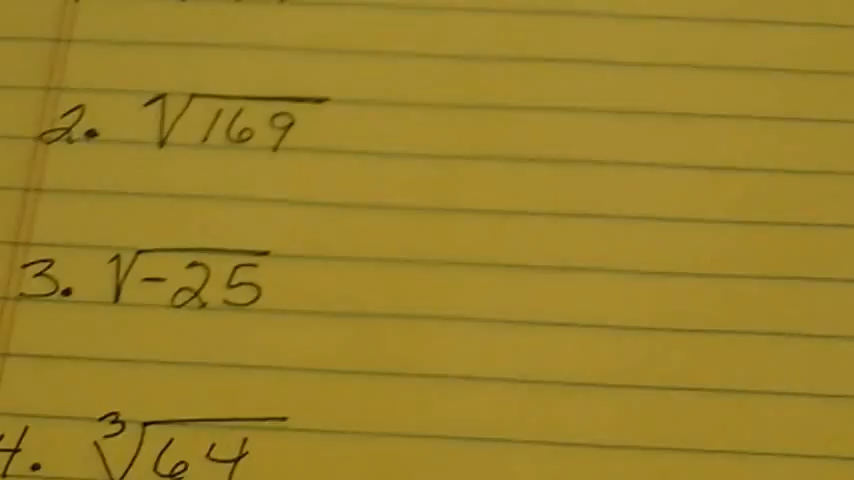 2. √169
3. √-25
4. ∛64